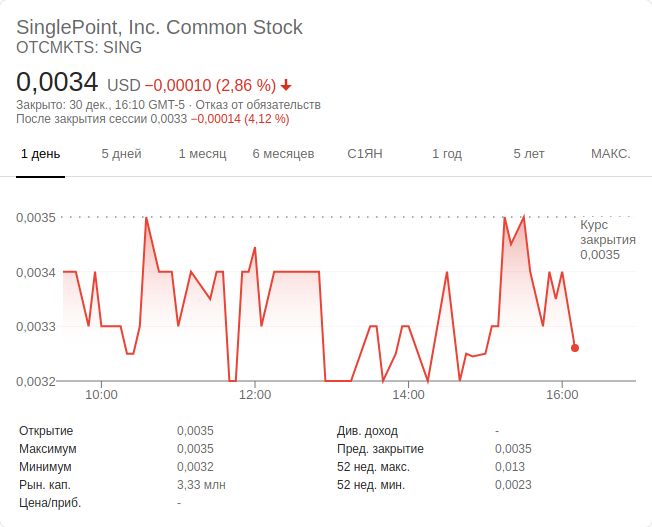 SinglePoint, Inc. Common Stock
OTCMKTS: SING
0,0034 USD −0,00010 (2,86 %)
Закрыто: 30 дек., 16:10 GMT-5 · Отказ от обязательств
После закрытия сессии 0,0033 −0,00014 (4,12 %)
1 день 5 дней 1 месяц 6 месяцев С1ЯН 1 год 5 лет МАКС.
0,0035
Курс
закрытия
0,0035
0,0034
0,0033
0,0032
10:00 12:00 14:00 16:00
Открытие 0,0035 Див. доход -
Максимум 0,0035 Пред. закрытие 0,0035
Минимум 0,0032 52 нед. макс. 0,013
Рын. кап. 3,33 млн 52 нед. мин. 0,0023
Цена/приб. -